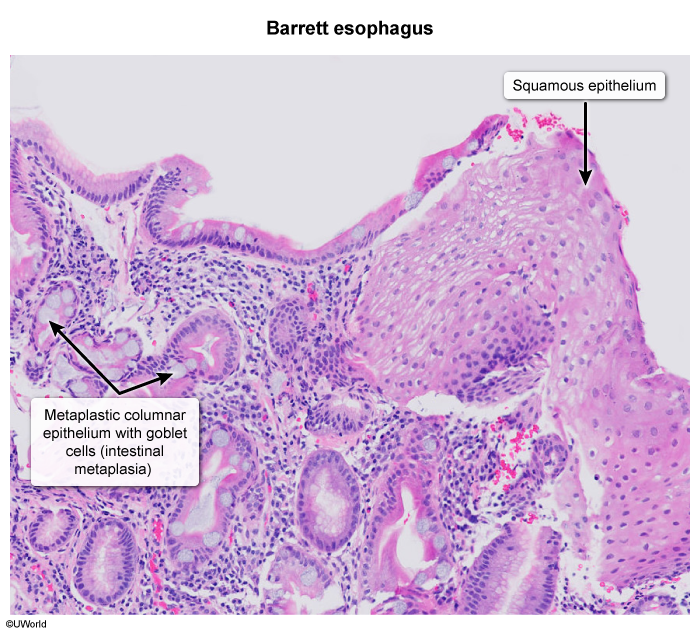 Barrett esophagus
Squamous epithelium
Metaplastic columnar
epithelium with goblet
cells (intestinal
metaplasia)
©UWorld